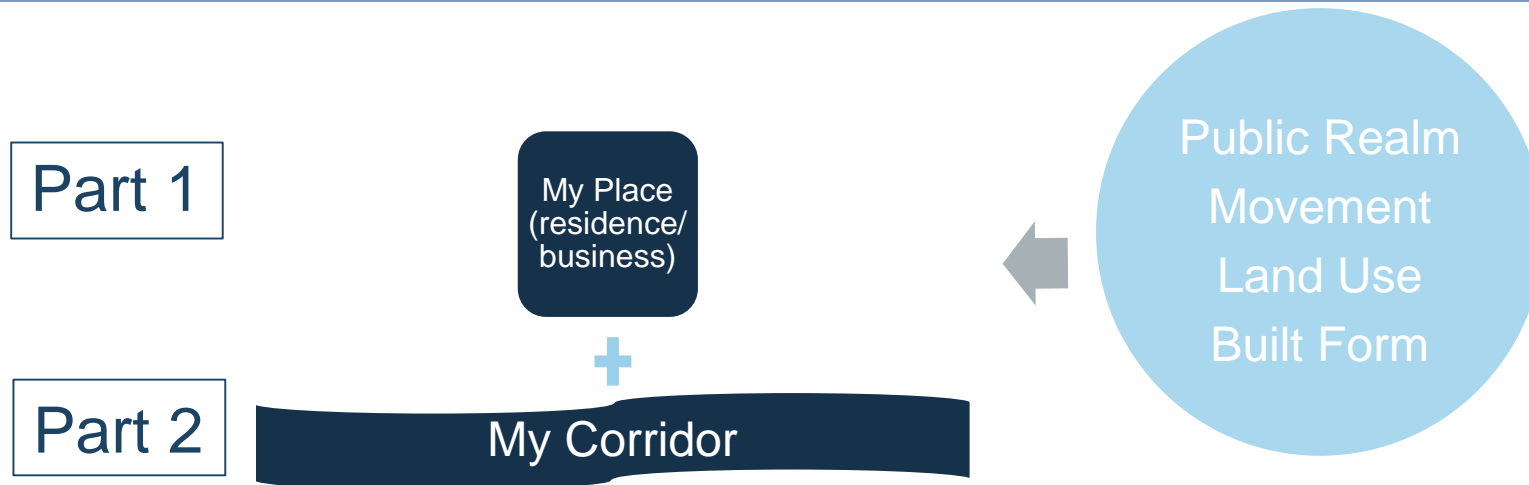 Part 1
My Place
(residence/
business)
Part 2
My Corridor
Public Realm
Movement
Land Use
Built Form